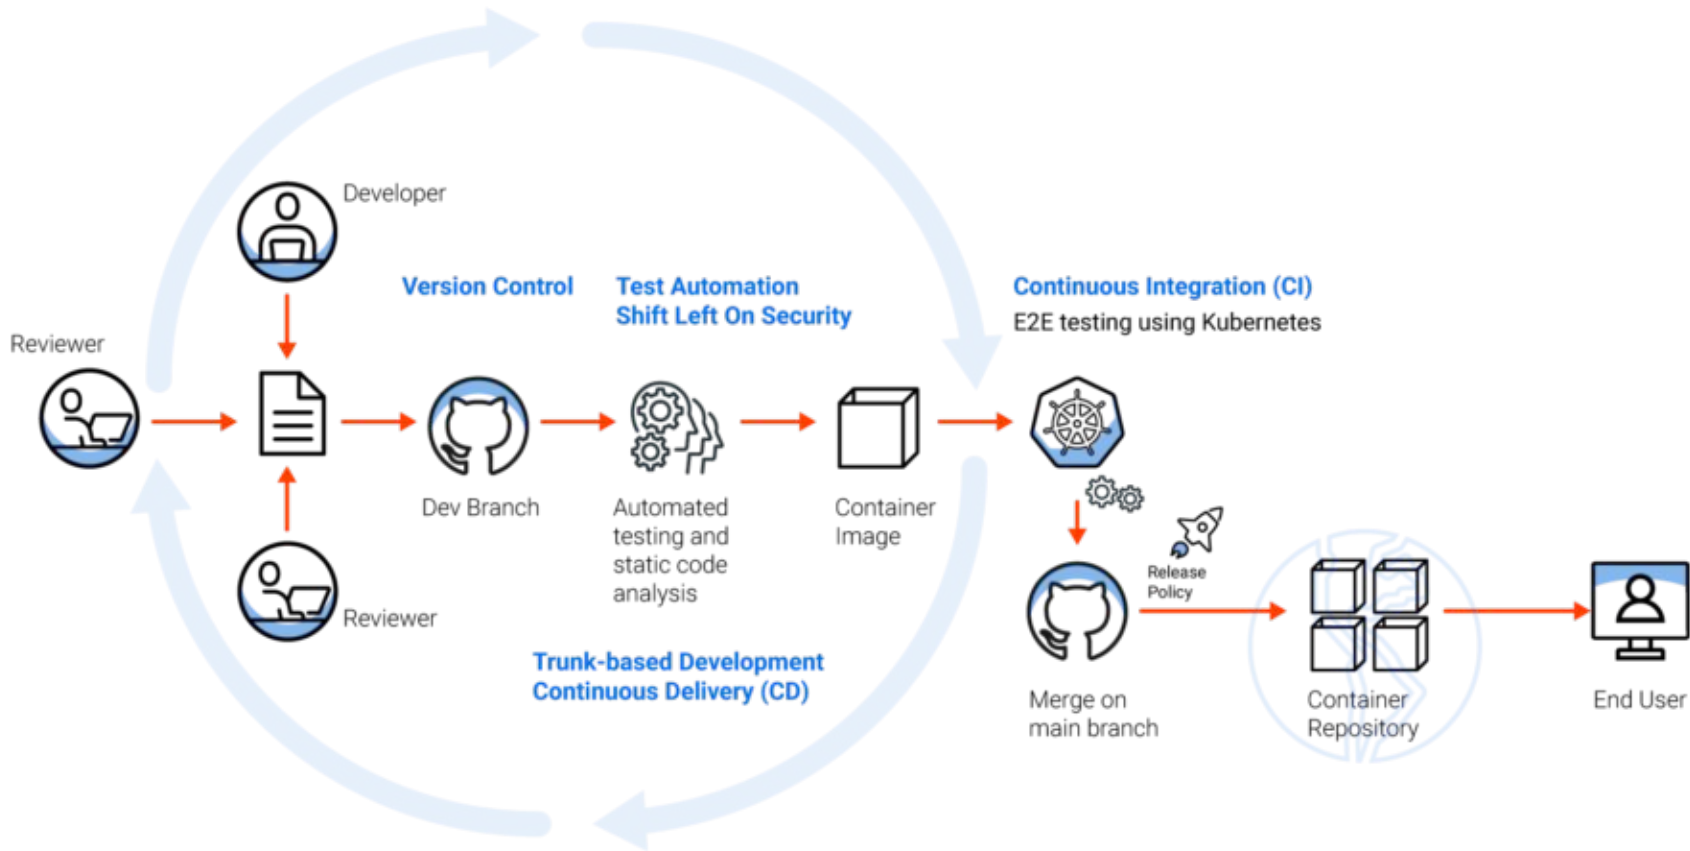 Developer
Version Control
Test Automation
Shift Left On Security
Continuous Integration (CI)
E2E testing using Kubernetes
Reviewer
Dev Branch
Automated
testing and
static code
analysis
Container
Image
Release
Policy
Reviewer
Trunk-based Development
Continuous Delivery (CD)
Merge on
main branch
Container
Repository
End User